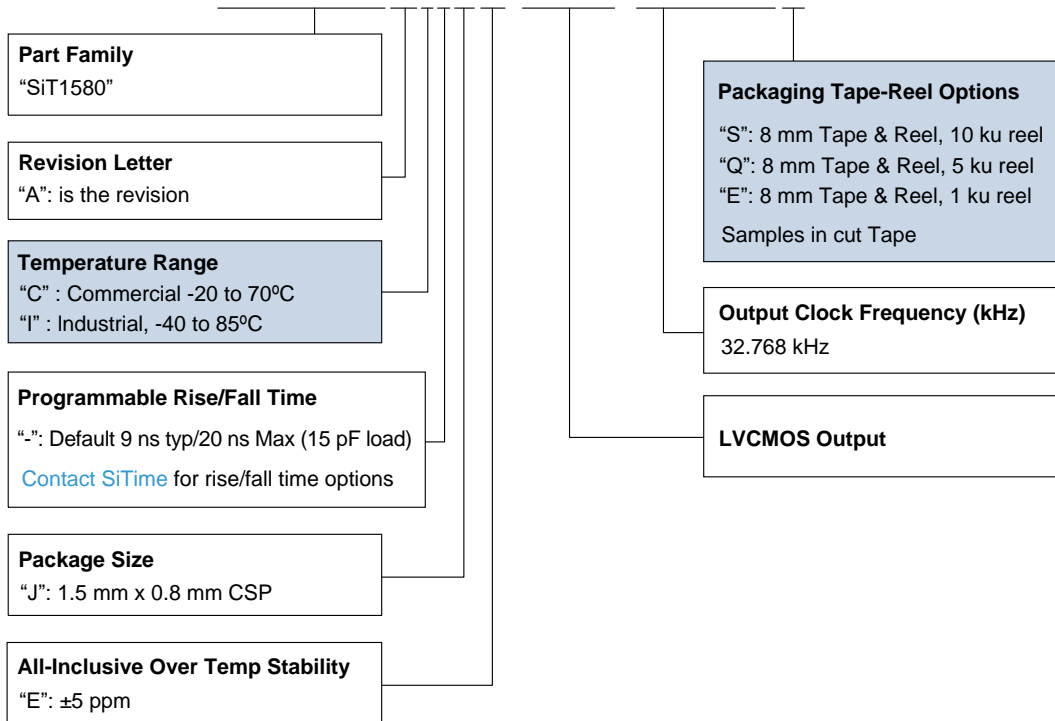 Part Family
“SiT1580”
Revision Letter
“A”: is the revision
Temperature Range
“C” : Commercial -20 to 70ºC
“I” : Industrial, -40 to 85ºC
Programmable Rise/Fall Time
“-”: Default 9 ns typ/20 ns Max (15 pF load)
Contact SiTime for rise/fall time options
Package Size
“J”: 1.5 mm x 0.8 mm CSP
All-Inclusive Over Temp Stability
“E”: ±5 ppm
Packaging Tape-Reel Options
“S”: 8 mm Tape & Reel, 10 ku reel
“Q”: 8 mm Tape & Reel, 5 ku reel
“E”: 8 mm Tape & Reel, 1 ku reel
Samples in cut Tape
Output Clock Frequency (kHz)
32.768 kHz
LVCMOS Output